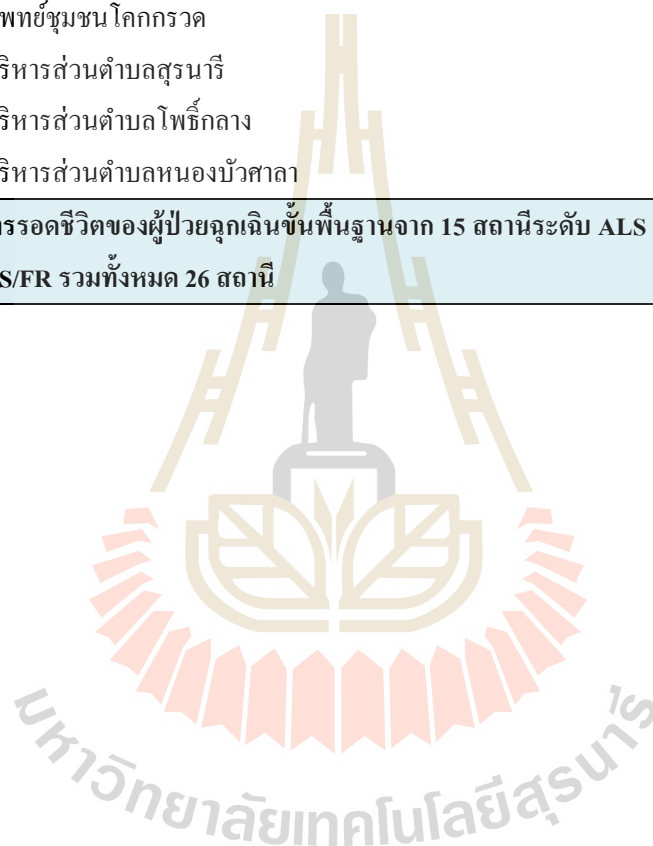 พทย์ชุมชนโคกกรวด
ริหารส่วนตำบลสุรนารี
ริหารส่วนตำบลโพธิ์กลาง
ริหารส่วนตำบลหนองบัวศาลา
ารรอดชีวิตของผู้ป่วยฉุกเฉินขั้นพื้นฐานจาก 15 สถานีระดับ ALS
S/FR รวมทั้งหมด 26 สถานี
มหาวิทยาลัยเทคโนโลยีสุรนารี